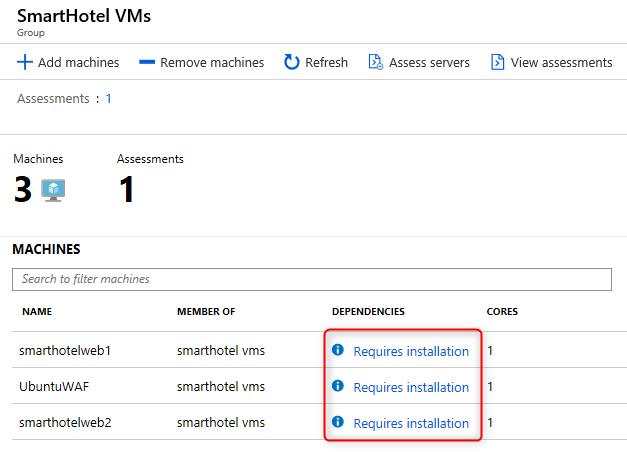 SmartHotel VMs
Group
Add machines Remove machines Refresh Assess servers View assessments
Assessments : 1
Machines Assessments
3 1
MACHINES
Search to filter machines
NAME MEMBER OF DEPENDENCIES CORES
smarthotelweb1 smarthotel vms Requires installation 1
UbuntuWAF smarthotel vms Requires installation 1
smarthotelweb2 smarthotel vms Requires installation 1